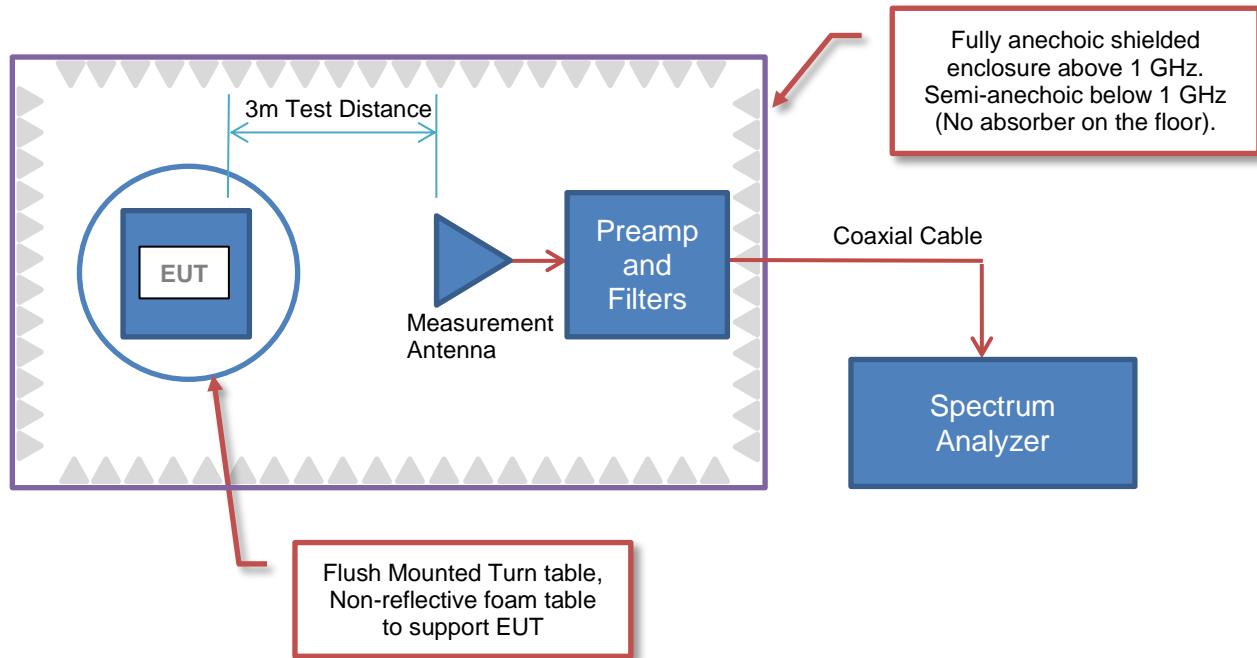 Fully anechoic shielded
enclosure above 1 GHz.
Semi-anechoic below 1 GHz
(No absorber on the floor).
3m Test Distance
EUT
Measurement
Antenna
Preamp
and
Filters
Coaxial Cable
Spectrum
Analyzer
Flush Mounted Turn table,
Non-reflective foam table
to support EUT